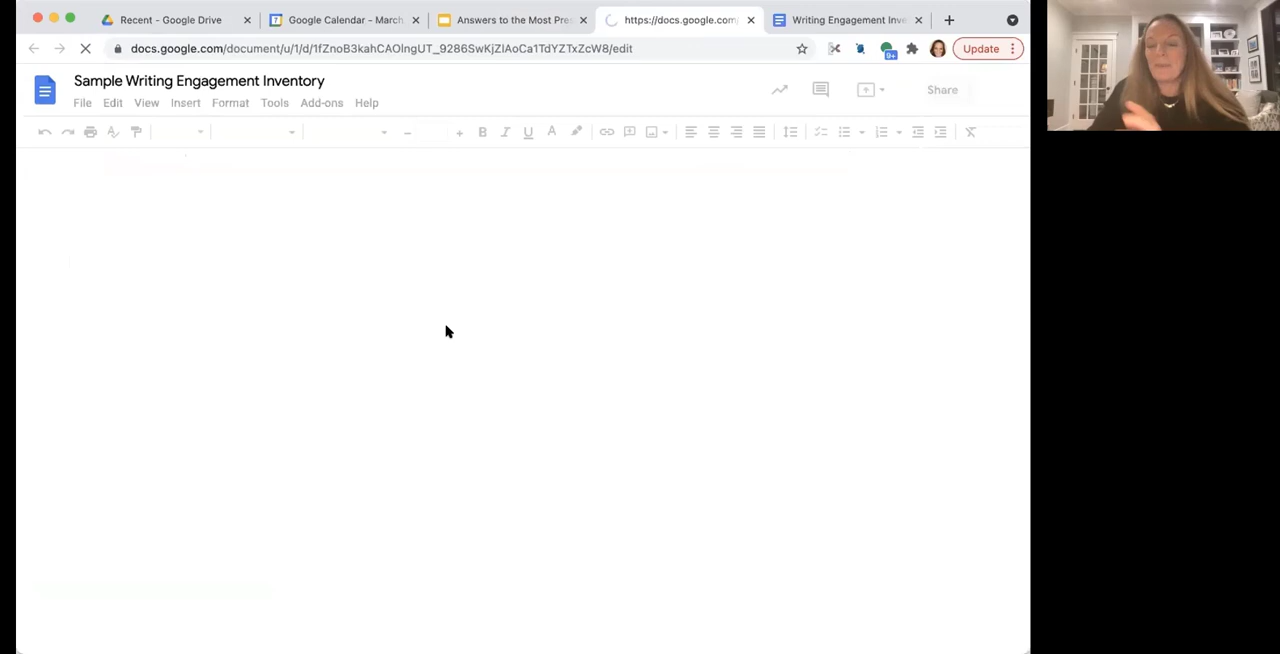 Recent - Google Drive
Google Calendar - March
Answers to the Most Pre
https://docs.google.com
Writing Engagement Inve
docs.google.com/document/u/1/d/1fZnoB3kahCAOlngUT_9286SwKjZlAoCa1TdYZTxZcW8/edit
9+
Update
Sample Writing Engagement Inventory
File Edit View Insert Format Tools Add-ons Help
Share
B I U A